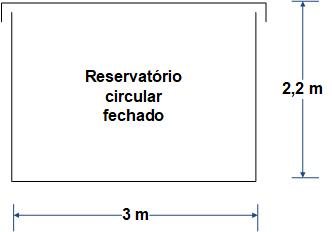 Reservatório
circular
fechado
2,2 m
3 m